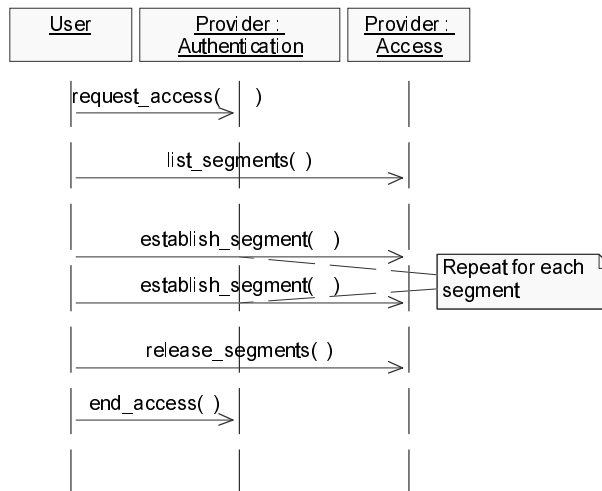 User
Provider :
Authentication
Provider :
Access
request_access( )
list_segments( )
establish_segment( )
establish_segment( )
Repeat for each
segment
release_segments( )
end_access( )